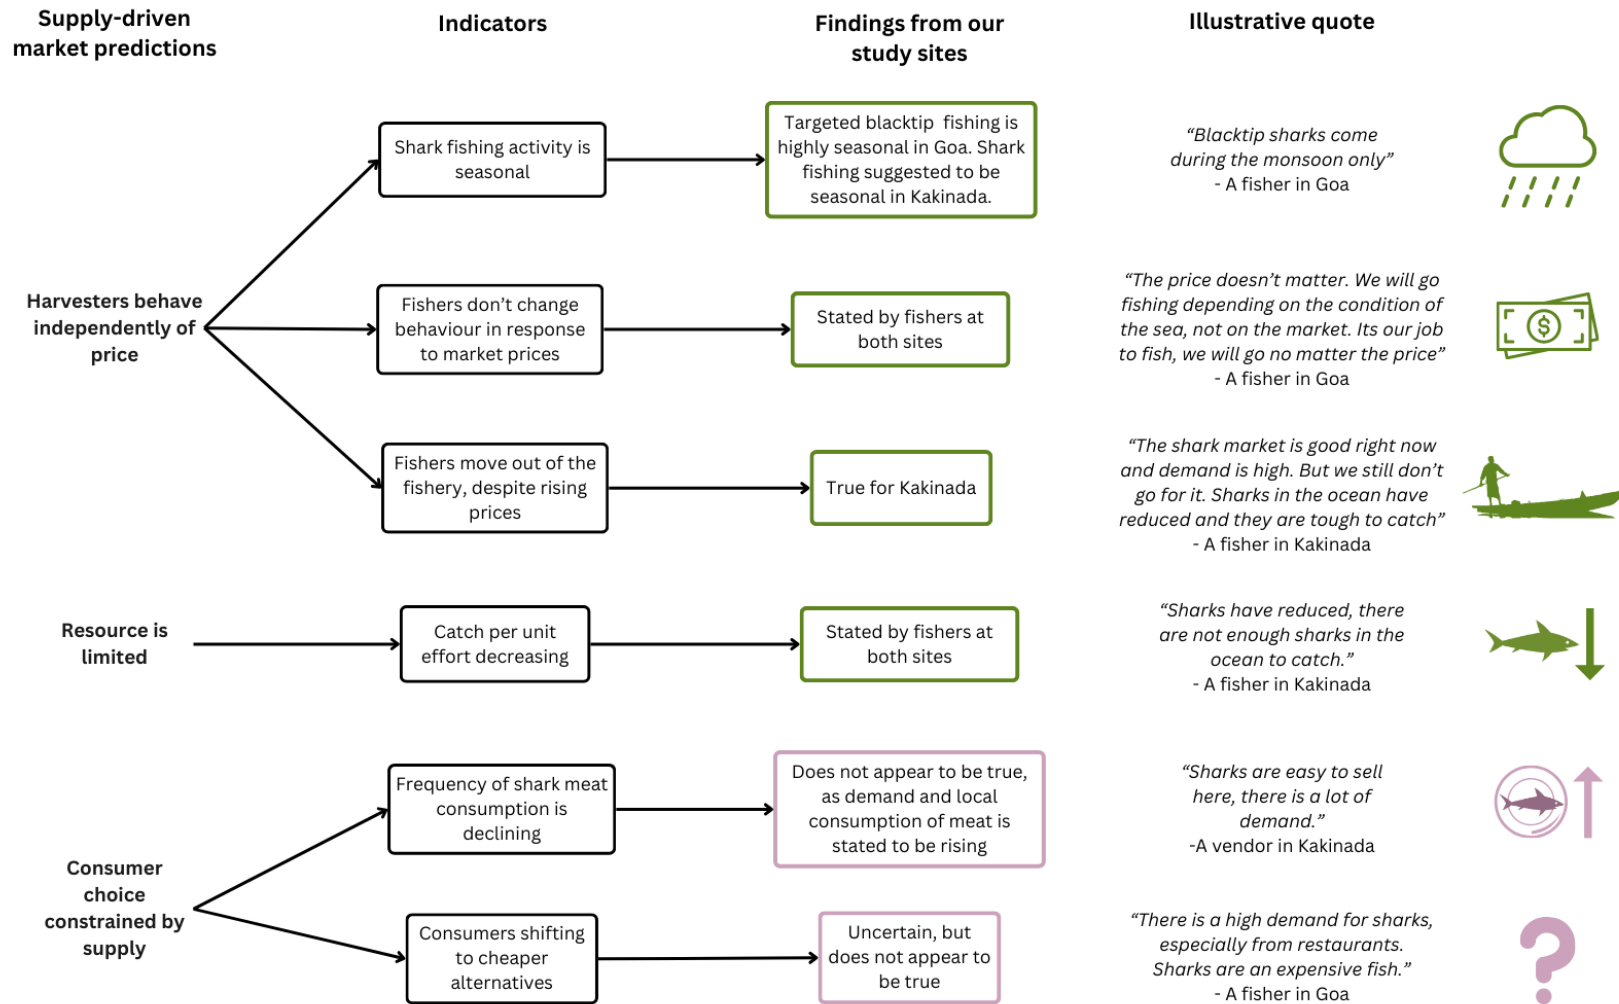 Supply-driven
market predictions
Indicators
Findings from our
study sites
Illustrative quote
Harvesters behave
independently of
price
Shark fishing activity is
seasonal
Targeted blacktip fishing is
highly seasonal in Goa. Shark
fishing suggested to be
seasonal in Kakinada.
“Blacktip sharks come
during the monsoon only”
- A fisher in Goa
Fishers don’t change
behaviour in response
to market prices
Stated by fishers at
both sites
“The price doesn’t matter. We will go
fishing depending on the condition of
the sea, not on the market. Its our job
to fish, we will go no matter the price”
- A fisher in Goa
$
Fishers move out of the
fishery, despite rising
prices
True for Kakinada
“The shark market is good right now
and demand is high. But we still don’t
go for it. Sharks in the ocean have
reduced and they are tough to catch”
- A fisher in Kakinada
Resource is
limited
Catch per unit
effort decreasing
Stated by fishers at
both sites
“Sharks have reduced, there
are not enough sharks in the
ocean to catch.”
- A fisher in Kakinada
Consumer
choice
constrained by
supply
Frequency of shark meat
consumption is
declining
Does not appear to be true,
as demand and local
consumption of meat is
stated to be rising
“Sharks are easy to sell
here, there is a lot of
demand.”
-A vendor in Kakinada
Consumers shifting
to cheaper
alternatives
Uncertain, but
does not appear to
be true
“There is a high demand for sharks,
especially from restaurants.
Sharks are an expensive fish.”
- A fisher in Goa
?